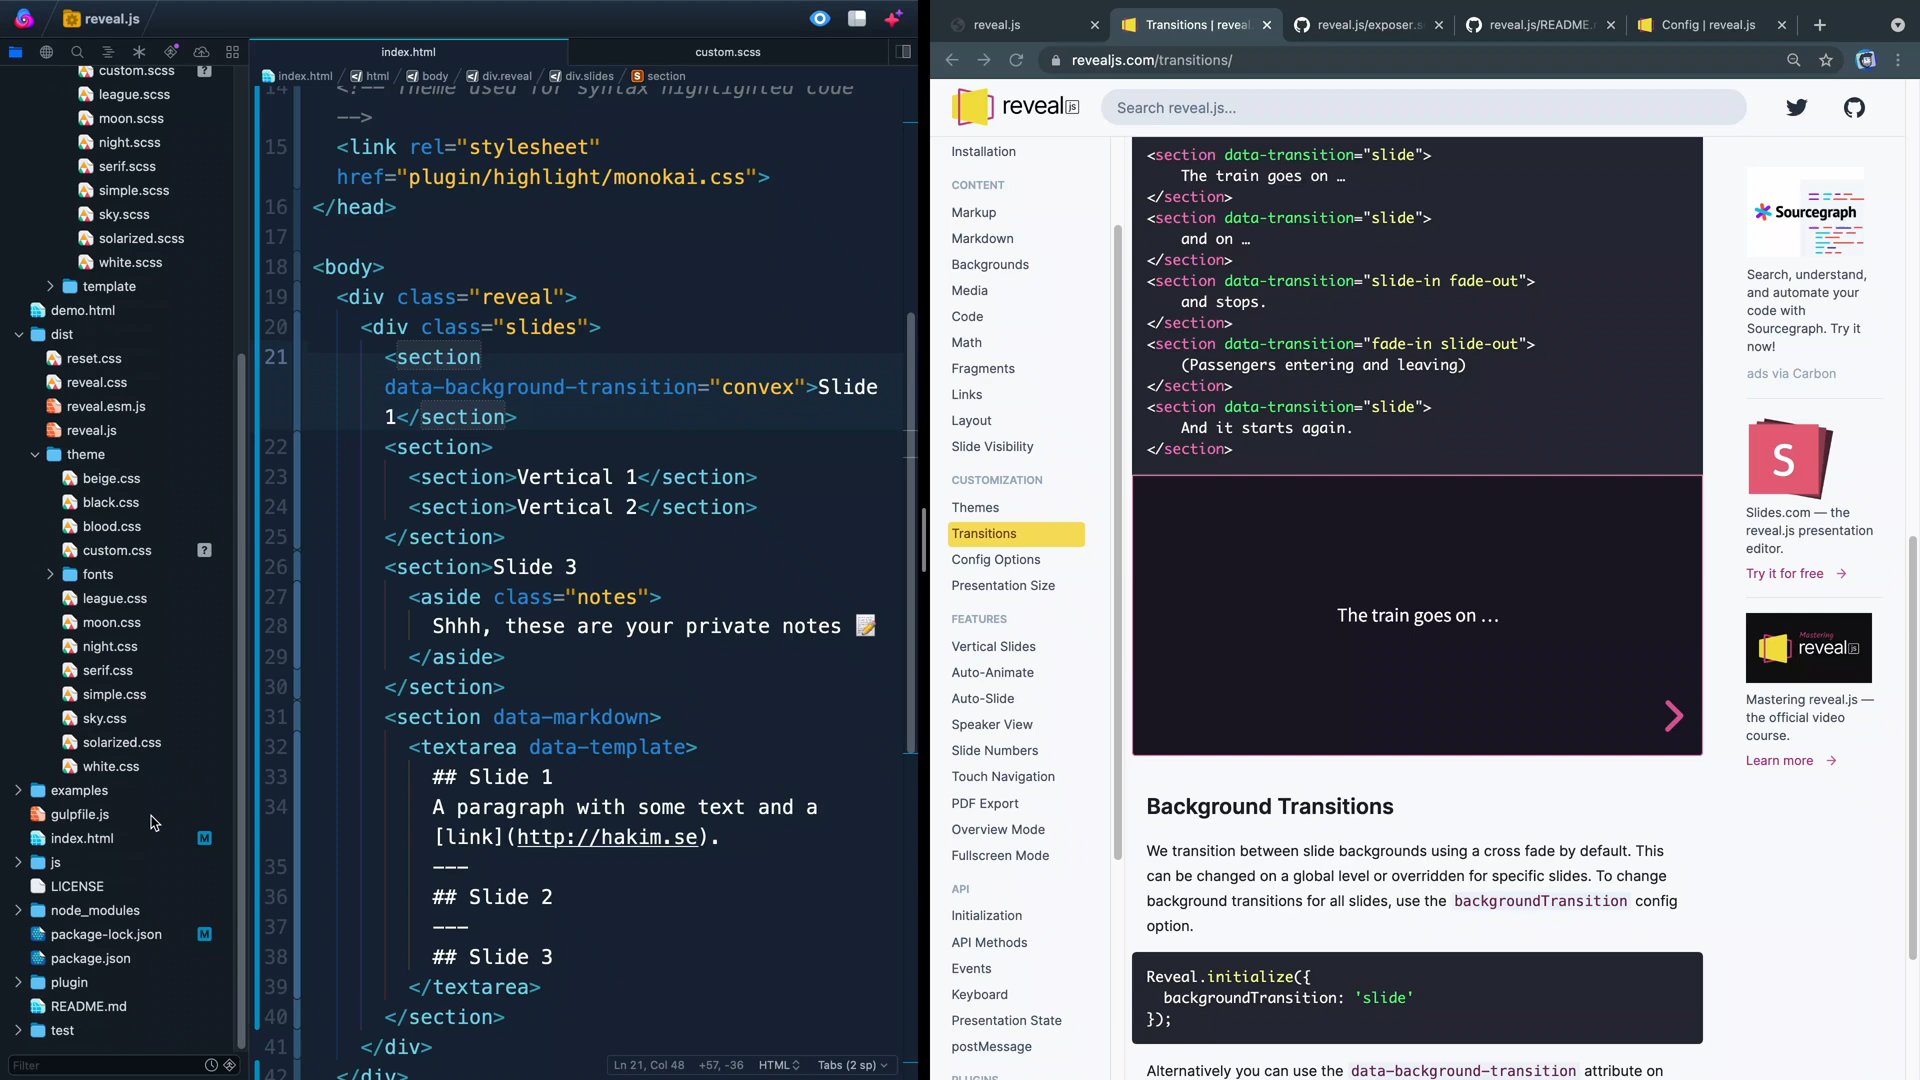 reveal.js
custom.scss
?
league.scss
moon.scss
night.scss
serif.scss
simple.scss
sky.scss
solarized.scss
white.scss
template
demo.html
dist
reset.css
reveal.css
reveal.esm.js
reveal.js
theme
beige.css
black.css
blood.css
custom.css
?
fonts
league.css
moon.css
night.css
serif.css
simple.css
sky.css
solarized.css
white.css
examples
gulpfile.js
index.html
M
js
LICENSE
node_modules
package-lock.json
M
package.json
plugin
README.md
test
Filter
index.html
custom.scss
index.html
html
body
div.reveal
div.slides
section
14 <!-- Theme used for syntax highlighted code
-->
15 <link rel="stylesheet"
href="plugin/highlight/monokai.css">
16 </head>
17
18 <body>
19 <div class="reveal">
20 <div class="slides">
21 <section
data-background-transition="convex">Slide
1</section>
22 <section>
23 <section>Vertical 1</section>
24 <section>Vertical 2</section>
25 </section>
26 <section>Slide 3
27 <aside class="notes">
28 Shhh, these are your private notes 📝
29 </aside>
30 </section>
31 <section data-markdown>
32 <textarea data-template>
33 ## Slide 1
34 A paragraph with some text and a
[link](http://hakim.se).
35 ---
36 ## Slide 2
37 ---
38 ## Slide 3
39 </textarea>
40 </section>
41 </div>
42 </div>
Ln 21, Col 48 +57, -36 HTML Tabs (2 sp)
reveal.js
Transitions | reveal
reveal.js/exposer.s
reveal.js/README.
Config | reveal.js
revealjs.com/transitions/
reveal js
Search reveal.js...
Installation
CONTENT
Markup
Markdown
Backgrounds
Media
Code
Math
Fragments
Links
Layout
Slide Visibility
CUSTOMIZATION
Themes
Transitions
Config Options
Presentation Size
FEATURES
Vertical Slides
Auto-Animate
Auto-Slide
Speaker View
Slide Numbers
Touch Navigation
PDF Export
Overview Mode
Fullscreen Mode
API
Initialization
API Methods
Events
Keyboard
Presentation State
postMessage
PLUGINS
<section data-transition="slide">
The train goes on …
</section>
<section data-transition="slide">
and on …
</section>
<section data-transition="slide-in fade-out">
and stops.
</section>
<section data-transition="fade-in slide-out">
(Passengers entering and leaving)
</section>
<section data-transition="slide">
And it starts again.
</section>
The train goes on …
Background Transitions
We transition between slide backgrounds using a cross fade by default. This
can be changed on a global level or overridden for specific slides. To change
background transitions for all slides, use the backgroundTransition config
option.
Reveal.initialize({
backgroundTransition: 'slide'
});
Alternatively you can use the data-background-transition attribute on
Sourcegraph
Search, understand,
and automate your
code with
Sourcegraph. Try it
now!
ads via Carbon
S
Slides.com — the
reveal.js presentation
editor.
Try it for free →
Mastering
reveal js
Mastering reveal.js —
the official video
course.
Learn more →